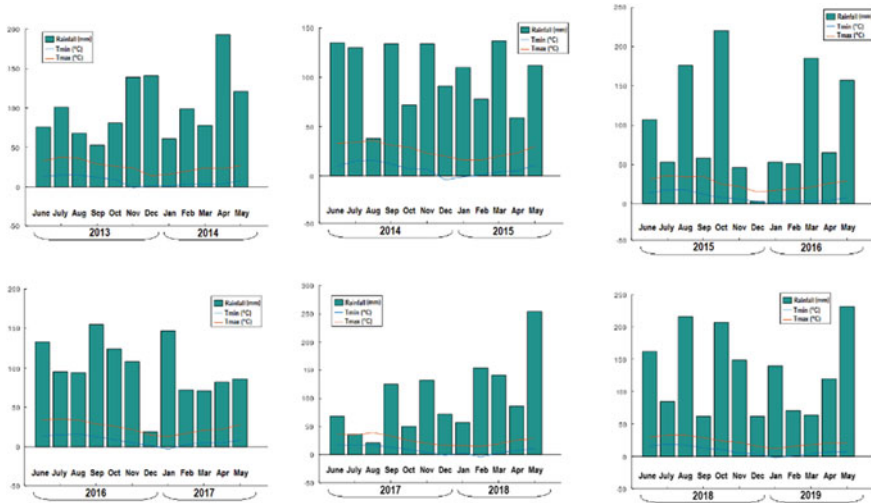 200
150
100
50
0
-50
Rainfall (mm)
Tmin (°C)
Tmax (°C)
June July Aug Sep Oct Nov Dec Jan Feb Mar Apr May
2013 2014
150
100
50
0
-50
Rainfall (mm)
Tmin (°C)
Tmax (°C)
June July Aug Sep Oct Nov Dec Jan Feb Mar Apr May
2014 2015
250
200
150
100
50
0
-50
Rainfall (mm)
Tmin (°C)
Tmax (°C)
June July Aug Sep Oct Nov Dec Jan Feb Mar Apr May
2015 2016
200
150
100
50
0
-50
Rainfall (mm)
Tmin (°C)
Tmax (°C)
June July Aug Sep Oct Nov Dec Jan Feb Mar Apr May
2016 2017
300
250
200
150
100
50
0
-50
Rainfall (mm)
Tmin (°C)
Tmax (°C)
June July Aug Sep Oct Nov Dec Jan Feb Mar Apr May
2017 2018
250
200
150
100
50
0
-50
Rainfall (mm)
Tmin (°C)
Tmax (°C)
June July Aug Sep Oct Nov Dec Jan Feb Mar Apr May
2018 2019